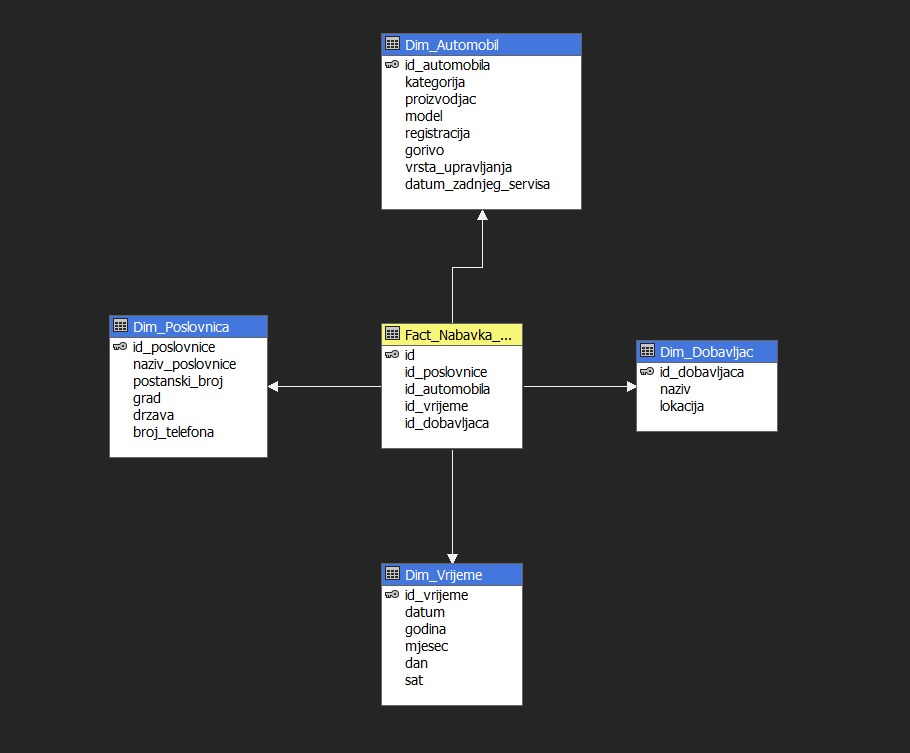 Dim_Automobil
id_automobila
kategorija
proizvodjac
model
registracija
gorivo
vrsta_upravljanja
datum_zadnjeg_servisa
Dim_Poslovnica
id_poslovnice
naziv_poslovnice
postanski_broj
grad
drzava
broj_telefona
Fact_Nabavka_...
id
id_poslovnice
id_automobila
id_vrijeme
id_dobavljaca
Dim_Dobavljac
id_dobavljaca
naziv
lokacija
Dim_Vrijeme
id_vrijeme
datum
godina
mjesec
dan
sat